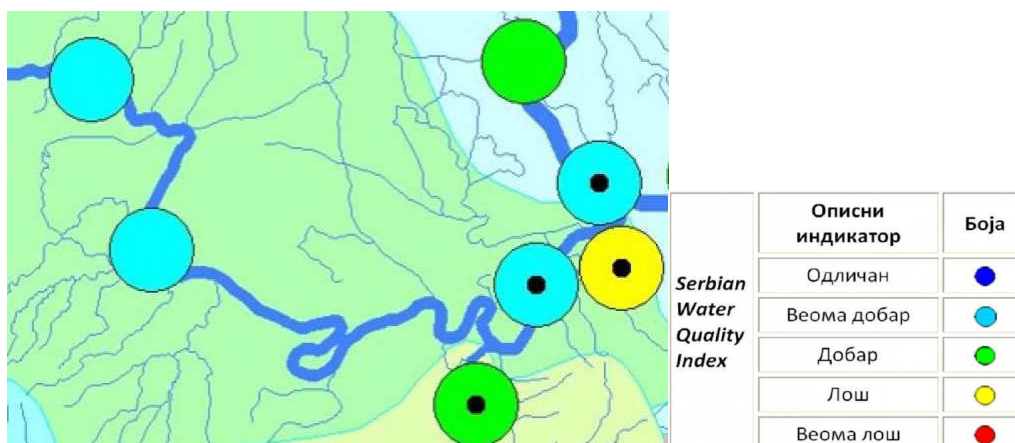 Serbian
Water
Quality
Index
Описни
индикатор
Боја
Одличан
Веома добар
Добар
Лош
Веома лош